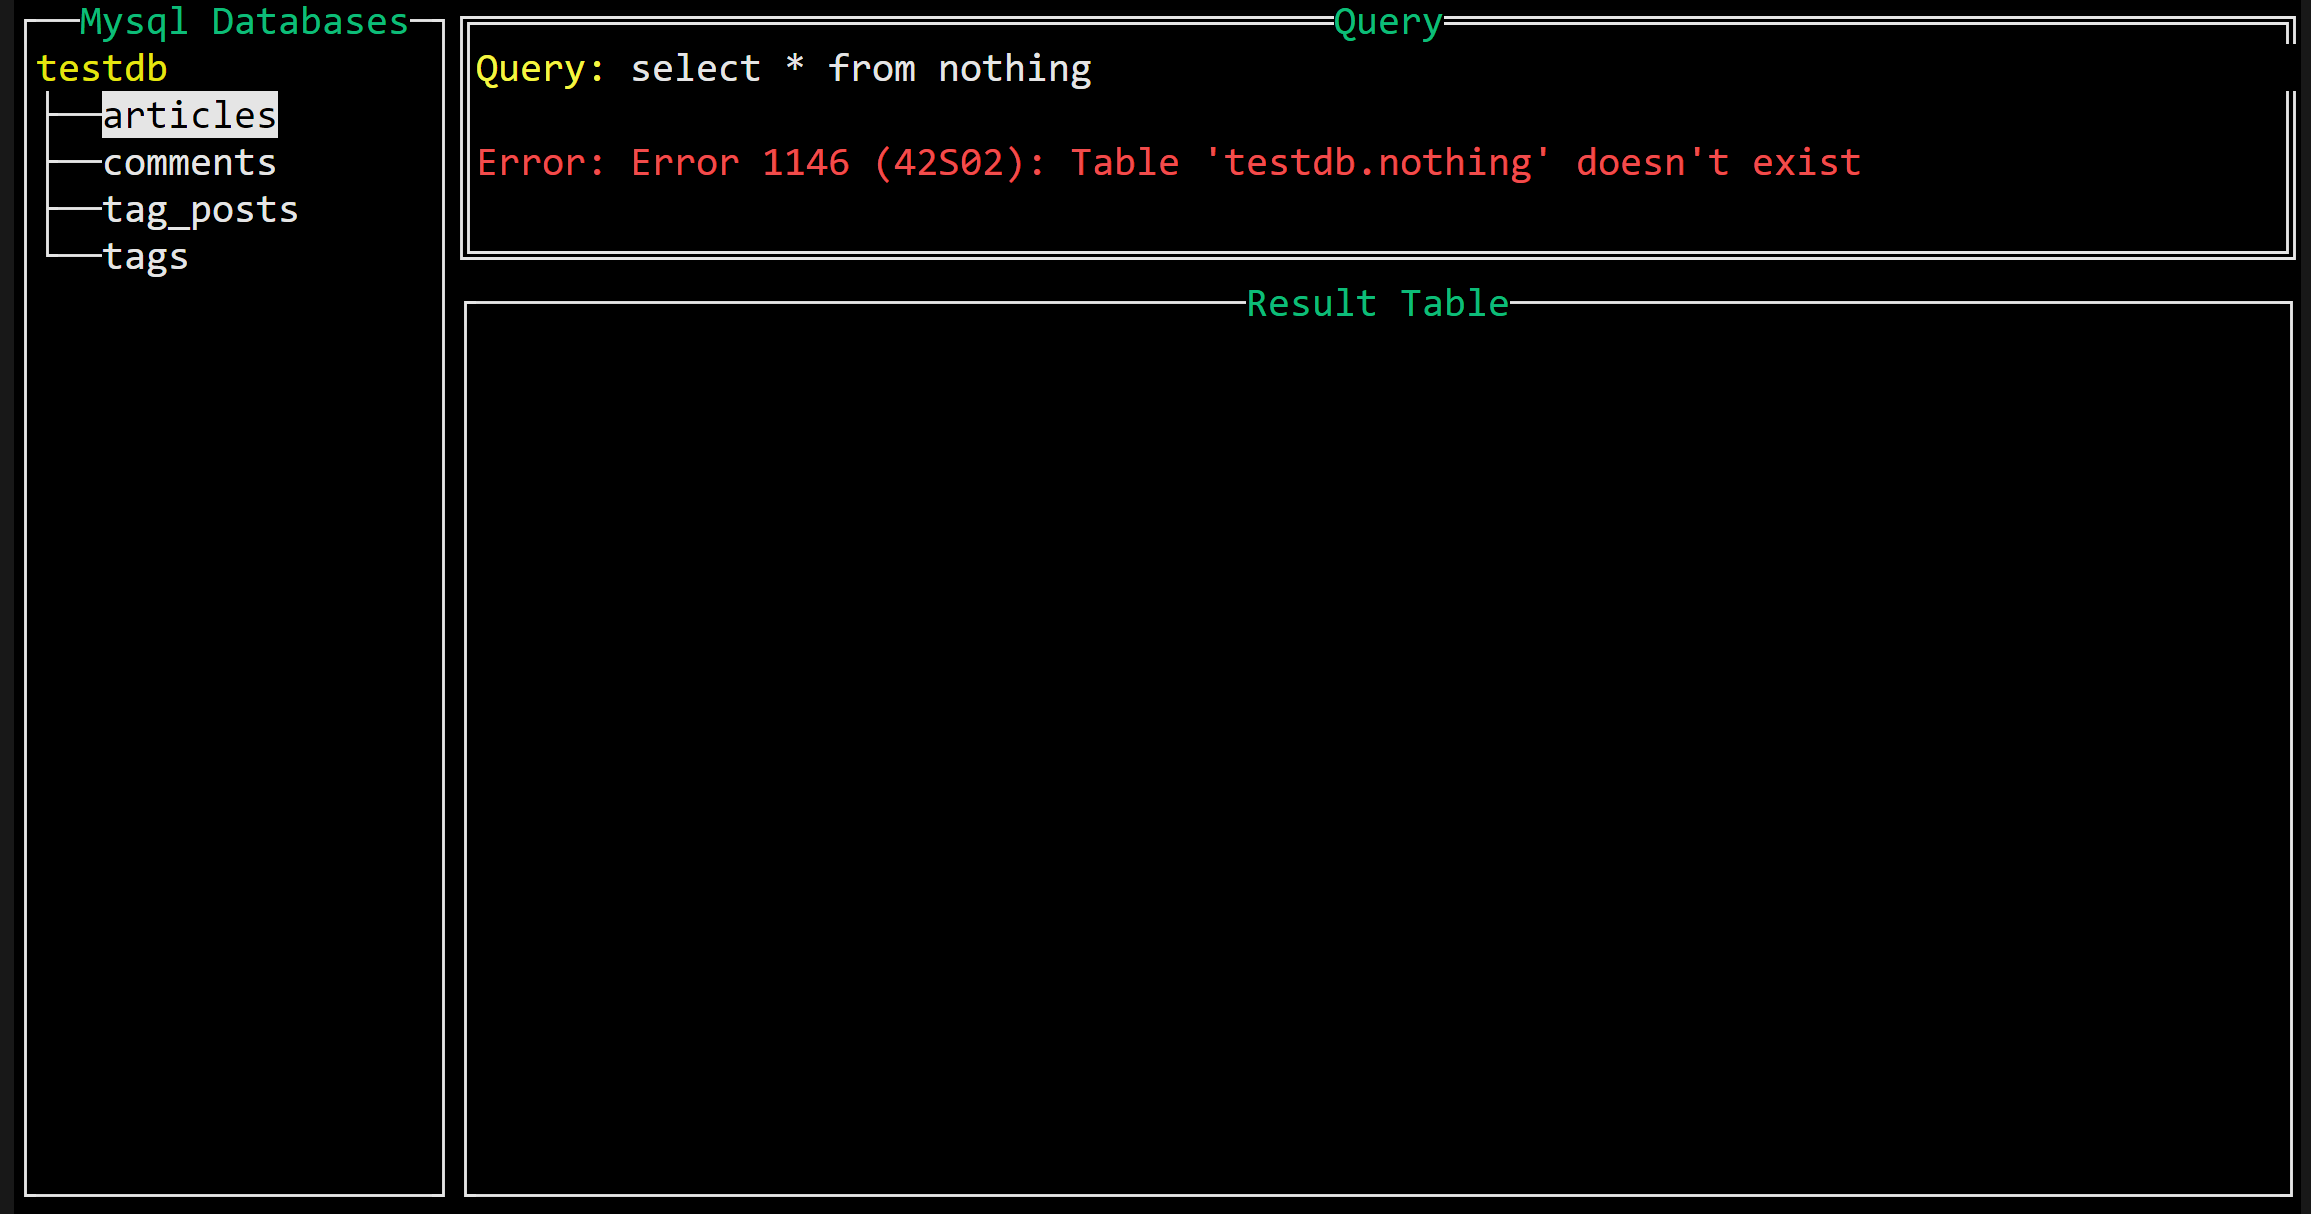 Mysql Databases
testdb
articles
comments
tag_posts
tags
Query
Query: select * from nothing
Error: Error 1146 (42S02): Table 'testdb.nothing' doesn't exist
Result Table